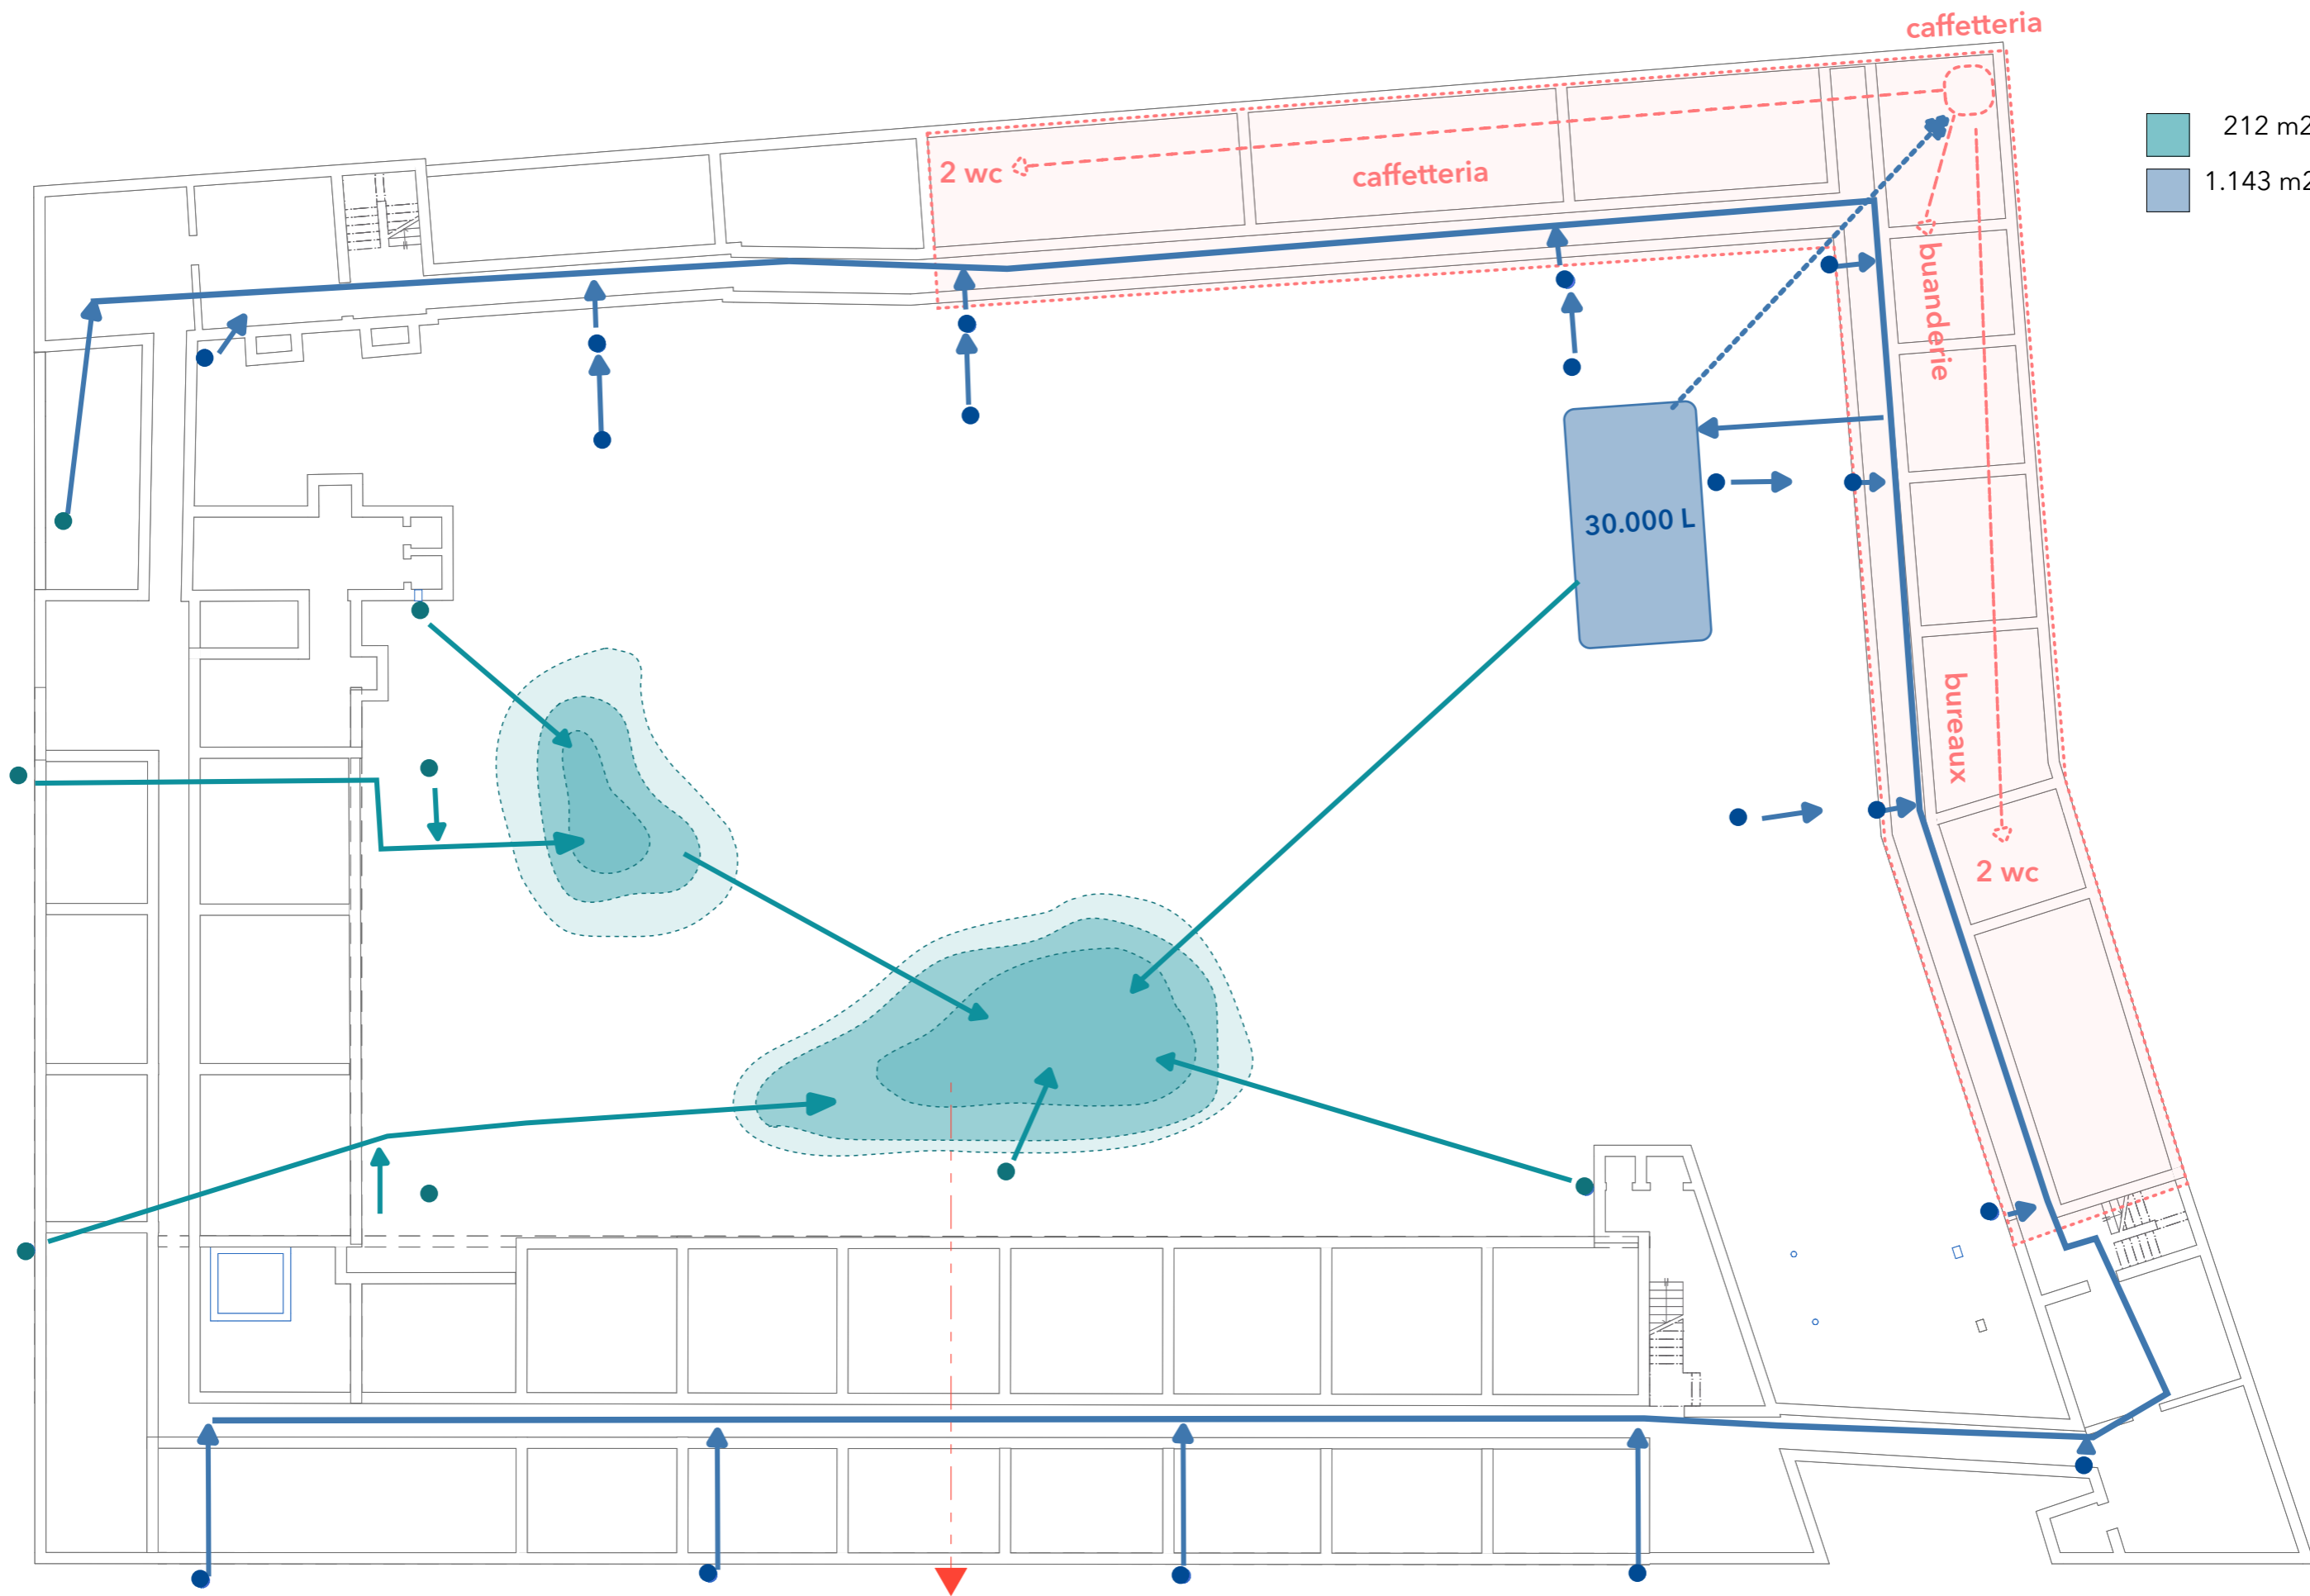 caffetteria
212 m2
1.143 m2
2 wc
caffetteria
buanderie
30.000 L
bureaux
2 wc